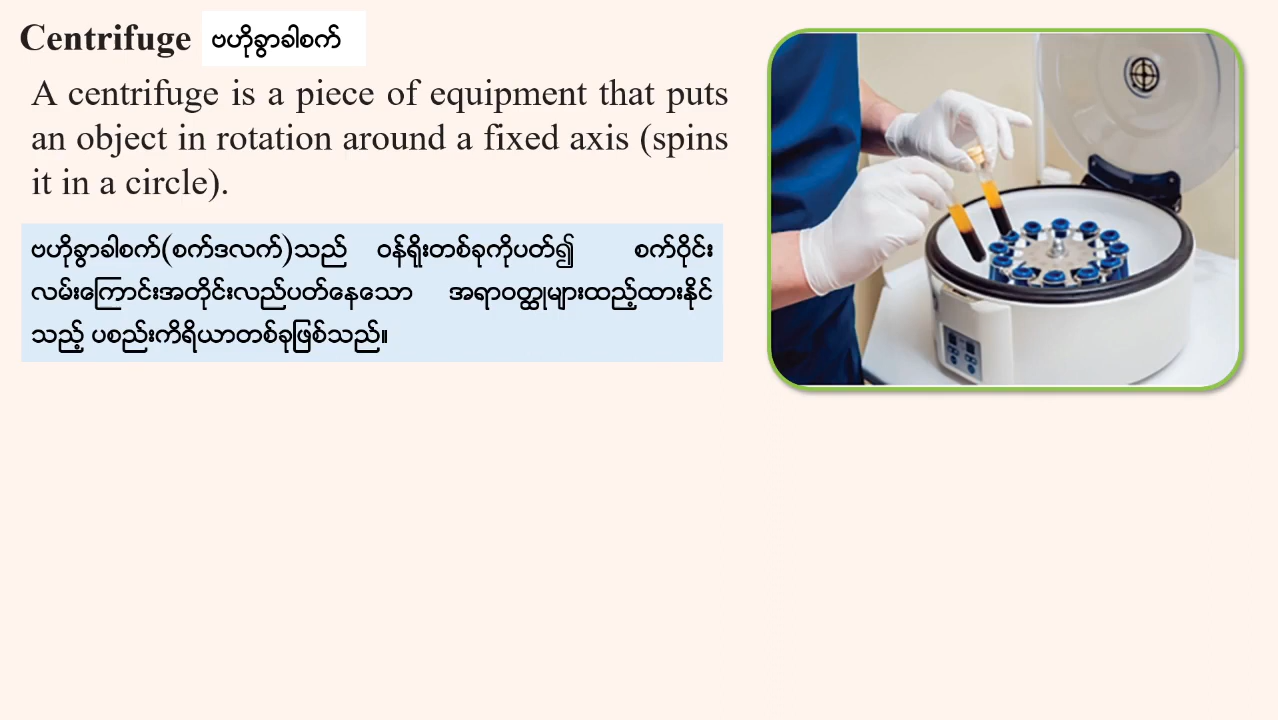 Centrifuge ဗဟိုခွာခါစက်
A centrifuge is a piece of equipment that puts
an object in rotation around a fixed axis (spins
it in a circle).
ဗဟိုခွာခါစက်(စက်ဒလက်)သည် ဝန်ရိုးတစ်ခုကိုပတ်၍ စက်ဝိုင်း
လမ်းကြောင်းအတိုင်းလည်ပတ်နေသော အရာဝတ္ထုများထည့်ထားနိုင်
သည့် ပစည်းကိရိယာတစ်ခုဖြစ်သည်။